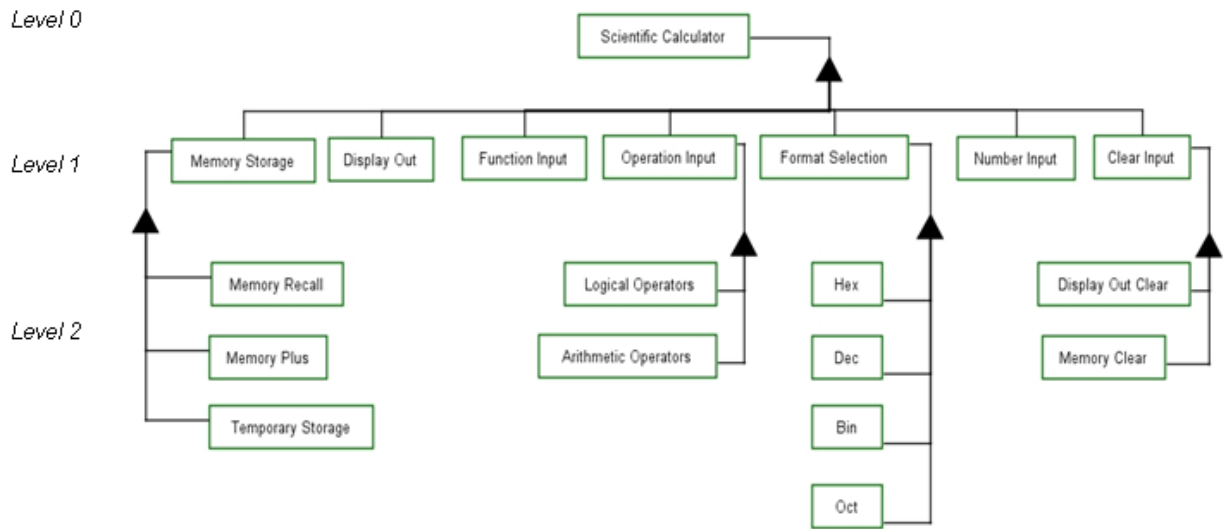 Level 0
Scientific Calculator
Level 1
Memory Storage
Display Out
Function Input
Operation Input
Format Selection
Number Input
Clear Input
Level 2
Memory Recall
Logical Operators
Hex
Display Out Clear
Memory Plus
Arithmetic Operators
Dec
Memory Clear
Temporary Storage
Bin
Oct